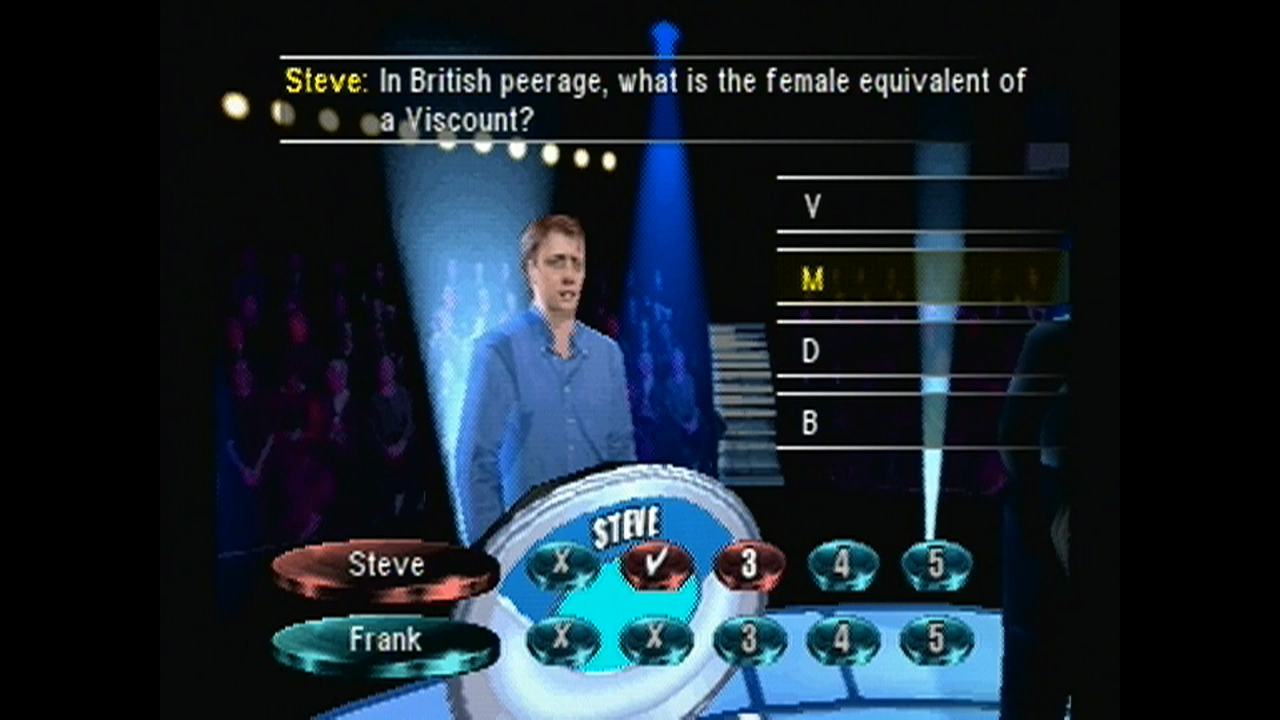 Steve: In British peerage, what is the female equivalent of
a Viscount?
V
M
D
B
STEVE
Steve X ✓ 3 4 5
Frank X X 3 4 5